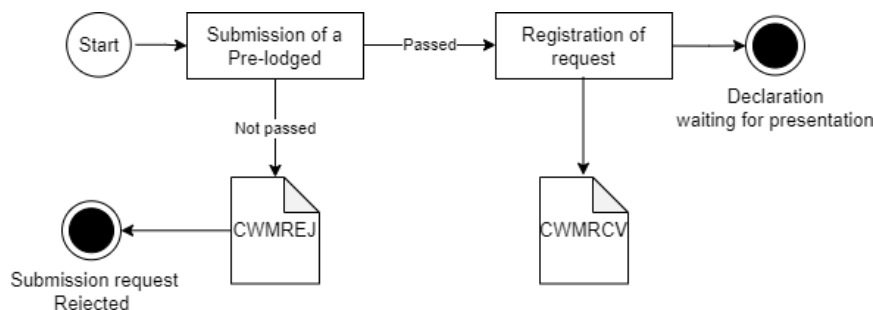 Start
Submission of a
Pre-lodged
Passed
Registration of
request
Declaration
waiting for presentation
Not passed
CWMREJ
CWMRCV
Submission request
Rejected